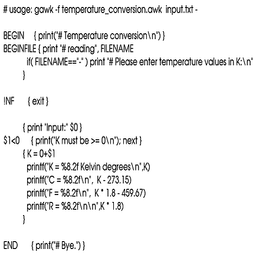 # usage: gawk -f temperature_conversion.awk input.txt -
BEGIN { print("# Temperature conversion\n") }
BEGINFILE { print "# reading", FILENAME
if( FILENAME=="-" ) print "# Please enter temperature values in K:\n"
}
!NF { exit }
{ print "Input:" $0 }
$1<0 { print("K must be >= 0\n"); next }
{ K = 0+$1
printf("K = %8.2f Kelvin degrees\n",K)
printf("C = %8.2f\n", K - 273.15)
printf("F = %8.2f\n", K * 1.8 - 459.67)
printf("R = %8.2f\n\n",K * 1.8)
}
END { print("# Bye.") }